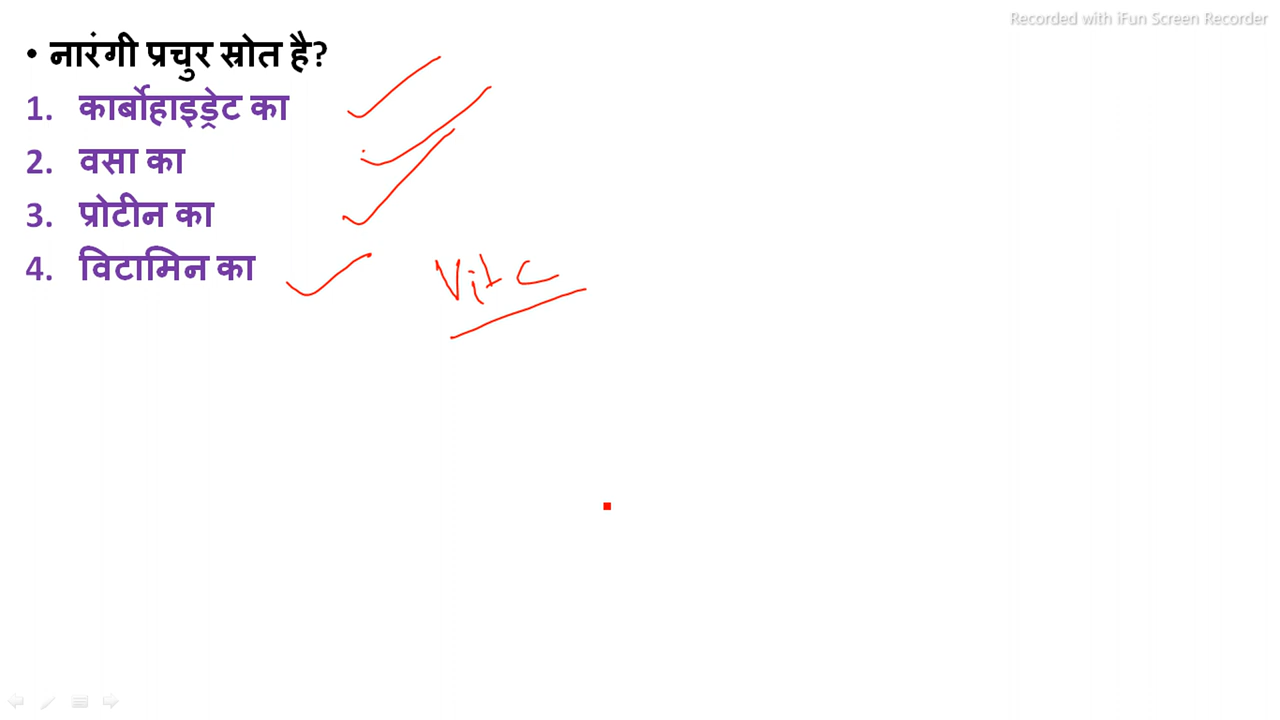 Recorded with iFun Screen Recorder
• नारंगी प्रचुर स्रोत है?
1. कार्बोहाइड्रेट का
2. वसा का
3. प्रोटीन का
4. विटामिन का
Vit C